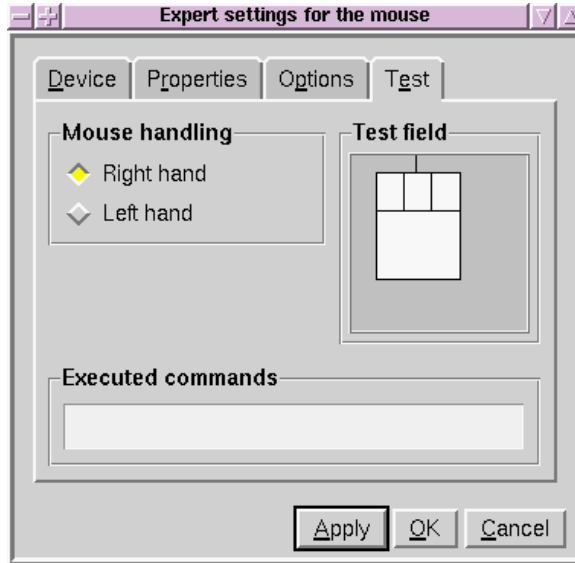 Expert settings for the mouse
Device Properties Options Test
Mouse handling
Right hand
Left hand
Test field
Executed commands
Apply OK Cancel